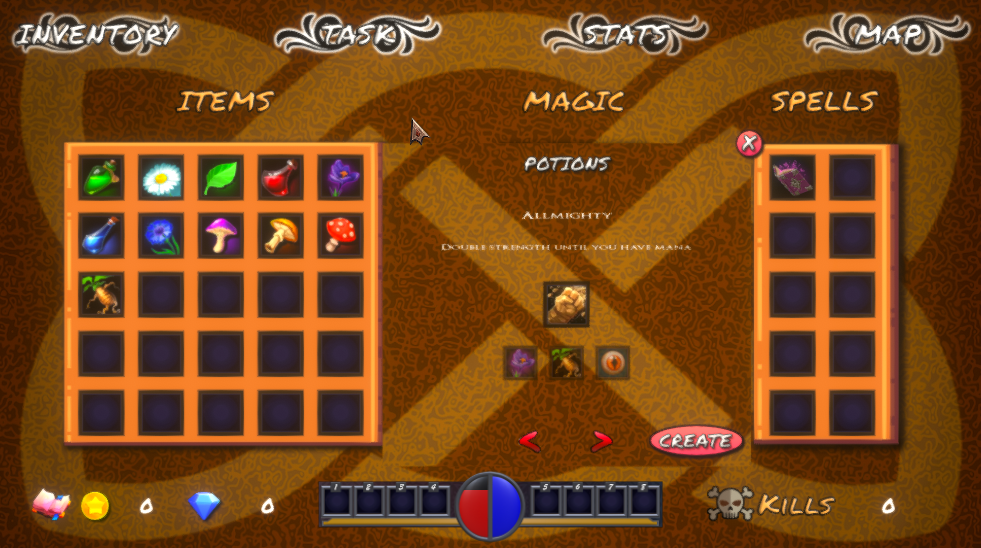 INVENTORY TASK STATS MAP
ITEMS MAGIC SPELLS
X
POTIONS
ALLMIGHTY
DOUBLE STRENGTH UNTIL YOU HAVE MANA
< > CREATE
1 2 3 4 5 6 7 8
0 0 KILLS 0